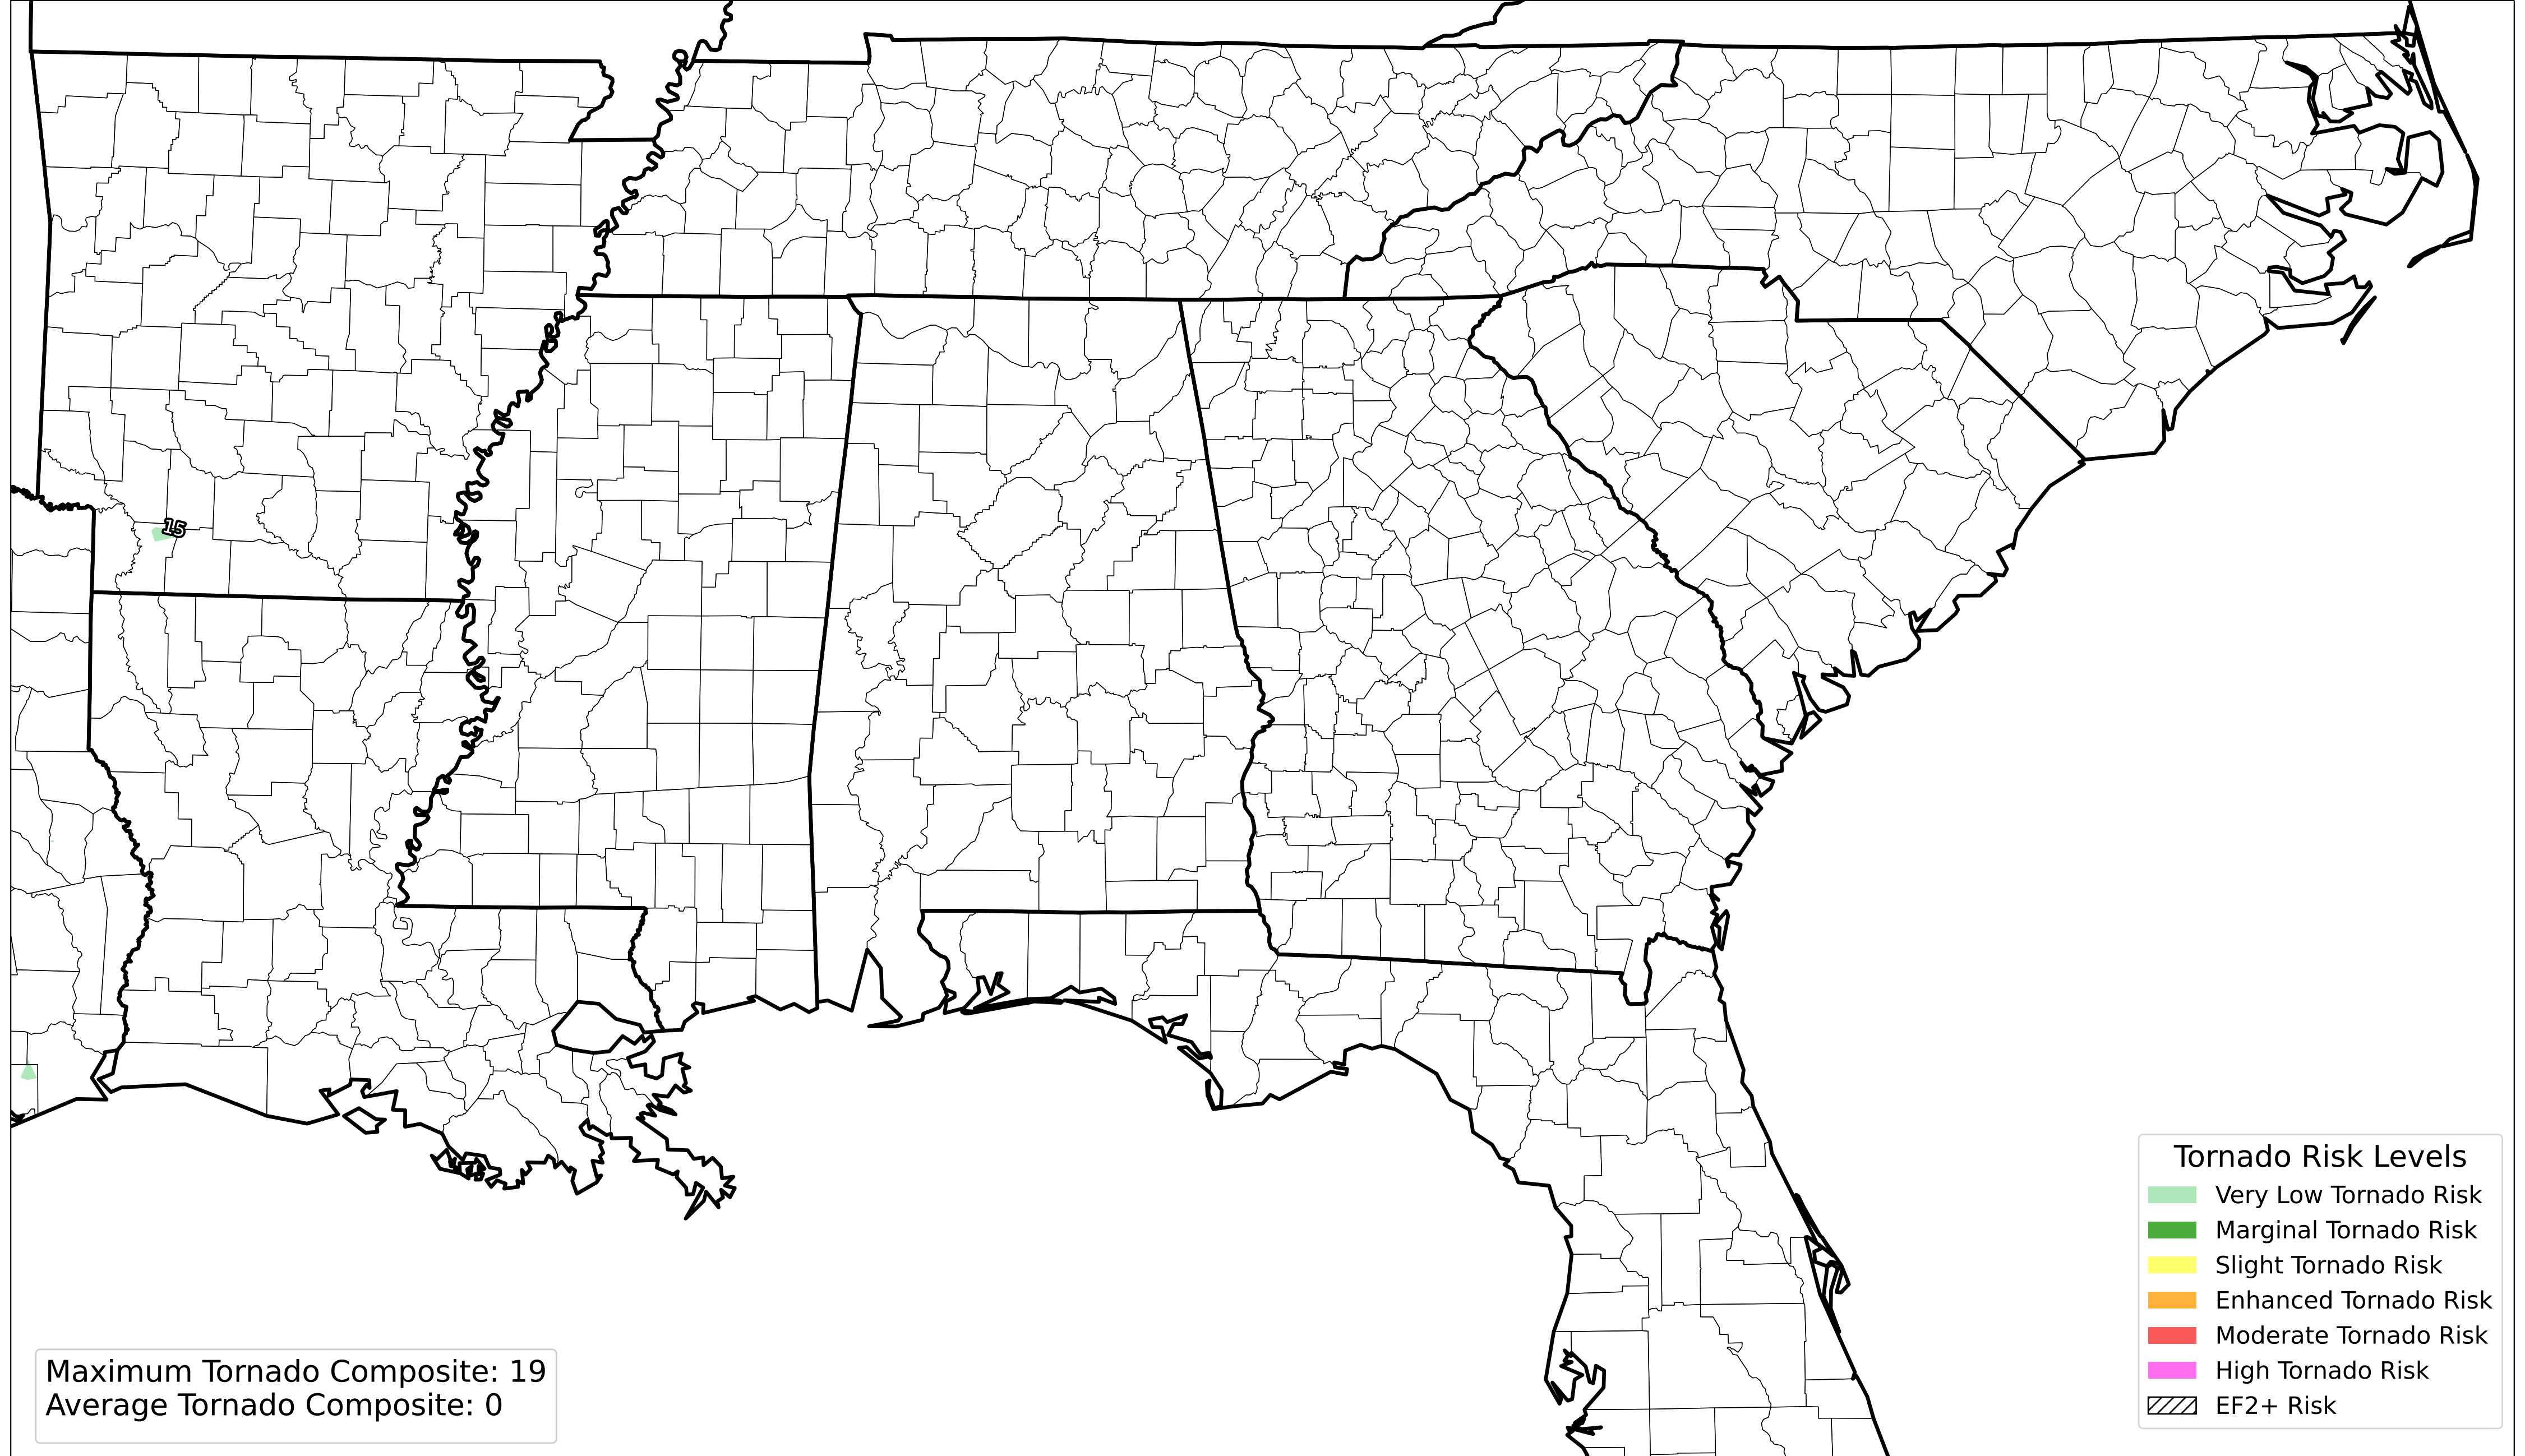 15
Tornado Risk Levels
Very Low Tornado Risk
Marginal Tornado Risk
Slight Tornado Risk
Enhanced Tornado Risk
Moderate Tornado Risk
High Tornado Risk
EF2+ Risk
Maximum Tornado Composite: 19
Average Tornado Composite: 0